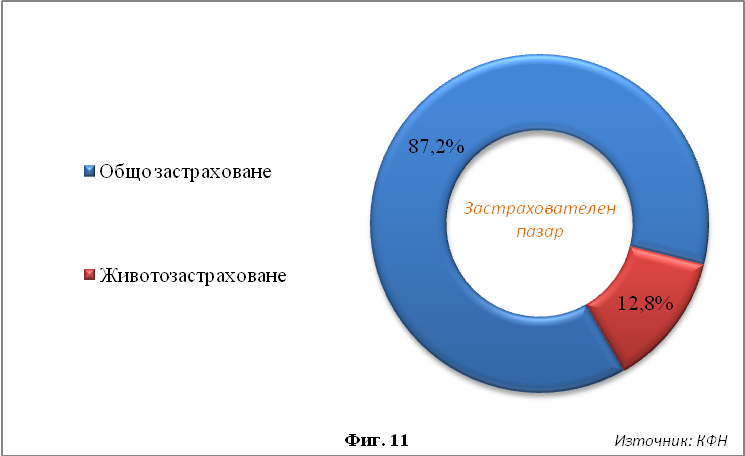 87,2%
Общо застраховане
Застрахователен
пазар
Животозастраховане
12,8%
Фиг. 11
Източник: КФН